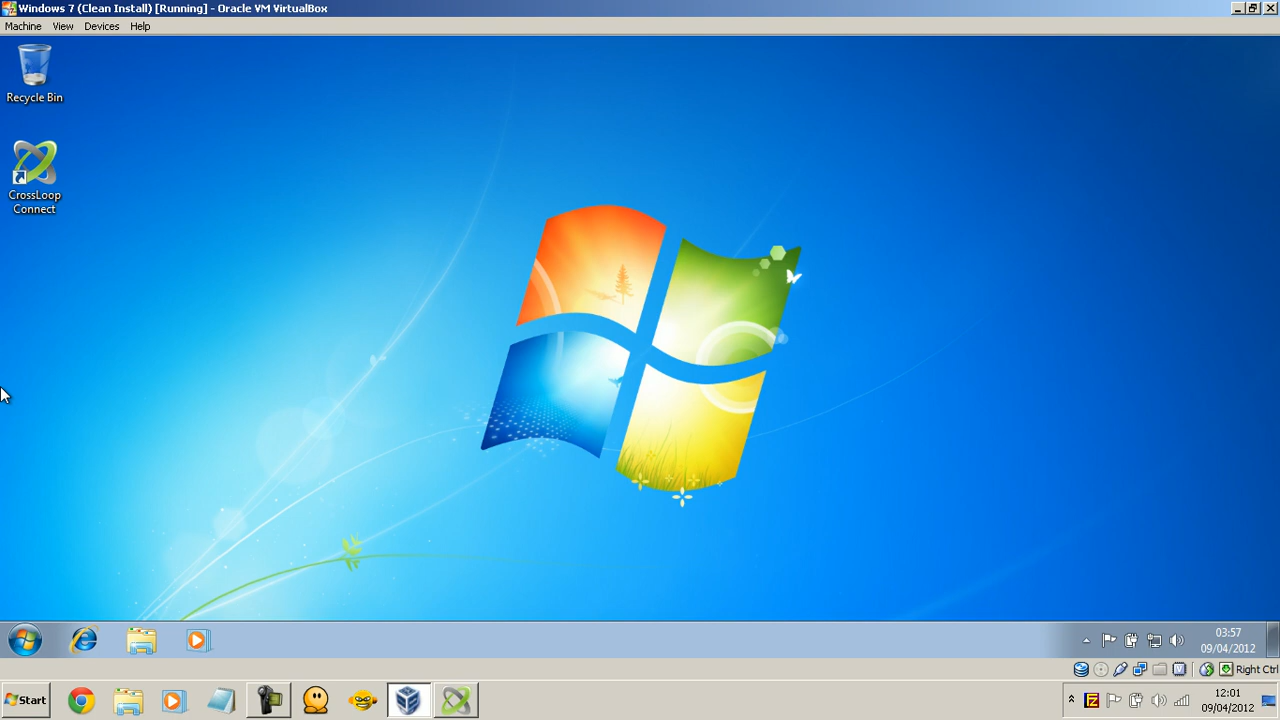 Windows 7 (Clean Install) [Running] - Oracle VM VirtualBox
Machine View Devices Help
Recycle Bin
CrossLoop
Connect
03:57
09/04/2012
Right Ctrl
Start
12:01
09/04/2012